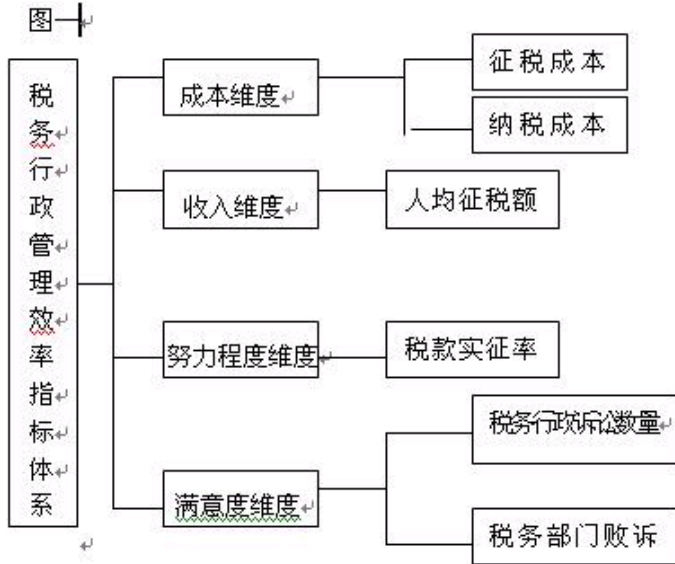 图一
税务行政管理效率指标体系
成本维度
征税成本
纳税成本
收入维度
人均征税额
努力程度维度
税款实征率
满意度维度
税务行政诉讼数量
税务部门败诉